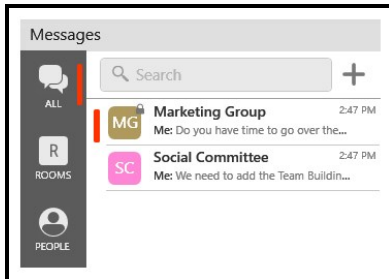 Messages
Search
ALL
MG
Marketing Group 2:47 PM
Me: Do you have time to go over the...
R
ROOMS
SC
Social Committee 2:47 PM
Me: We need to add the Team Buildin...
PEOPLE